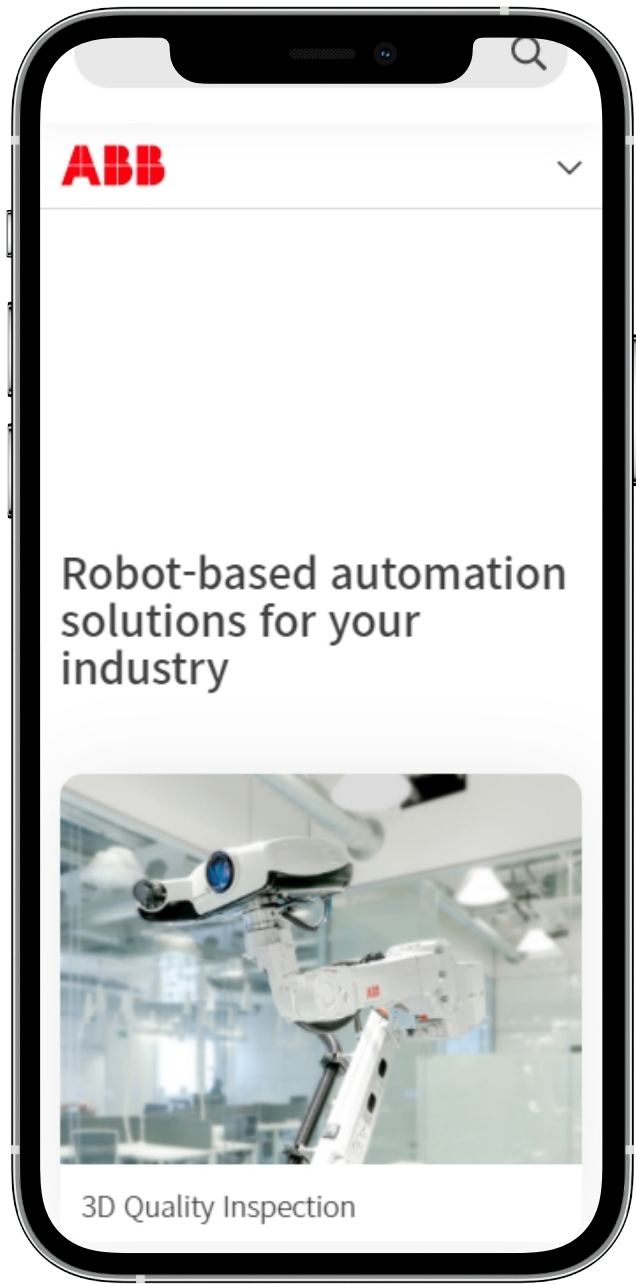 ABB
Robot-based automation
solutions for your
industry
ABB
3D Quality Inspection